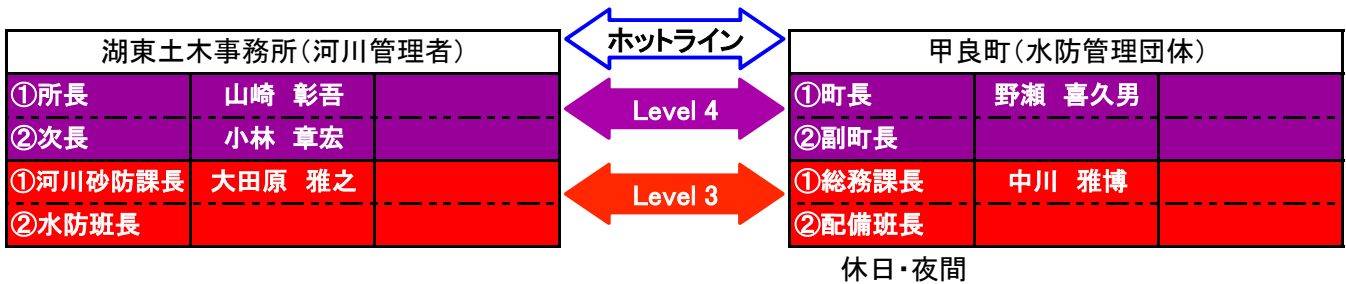 ホットライン
湖東土木事務所(河川管理者)
甲良町(水防管理団体)
①所長 山崎 彰吾
Level 4
①町長 野瀬 喜久男
②次長 小林 章宏
②副町長
①河川砂防課長 大田原 雅之
Level 3
①総務課長 中川 雅博
②水防班長
②配備班長
休日・夜間